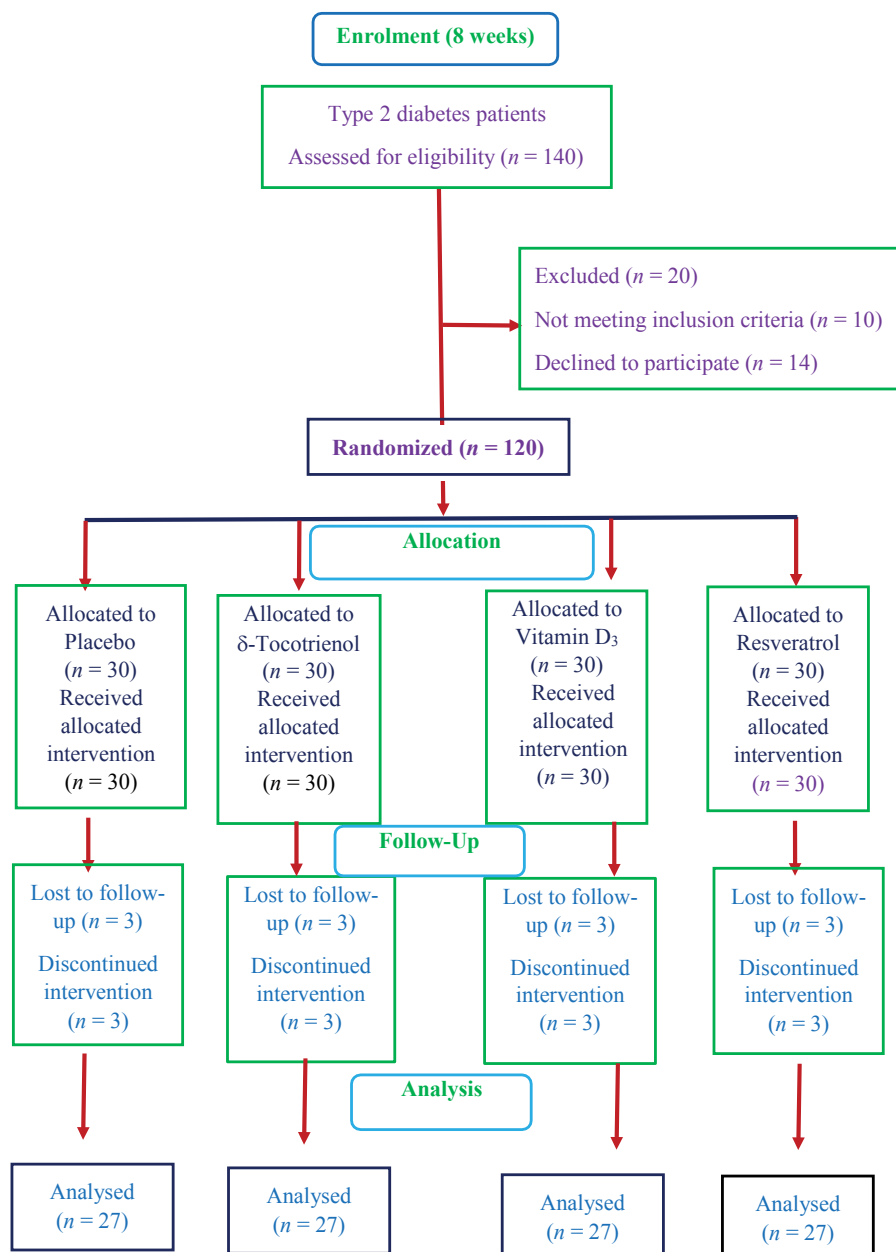 Enrolment (8 weeks)
Type 2 diabetes patients
Assessed for eligibility (n = 140)
Excluded (n = 20)
Not meeting inclusion criteria (n = 10)
Declined to participate (n = 14)
Randomized (n = 120)
Allocation
Allocated to
Placebo
(n = 30)
Received
allocated
intervention
(n = 30)
Allocated to
δ-Tocotrienol
(n = 30)
Received
allocated
intervention
(n = 30)
Allocated to
Vitamin D₃
(n = 30)
Received
allocated
intervention
(n = 30)
Allocated to
Resveratrol
(n = 30)
Received
allocated
intervention
(n = 30)
Follow-Up
Lost to follow-
up (n = 3)
Discontinued
intervention
(n = 3)
Lost to follow-
up (n = 3)
Discontinued
intervention
(n = 3)
Lost to follow-
up (n = 3)
Discontinued
intervention
(n = 3)
Lost to follow-
up (n = 3)
Discontinued
intervention
(n = 3)
Analysis
Analysed
(n = 27)
Analysed
(n = 27)
Analysed
(n = 27)
Analysed
(n = 27)